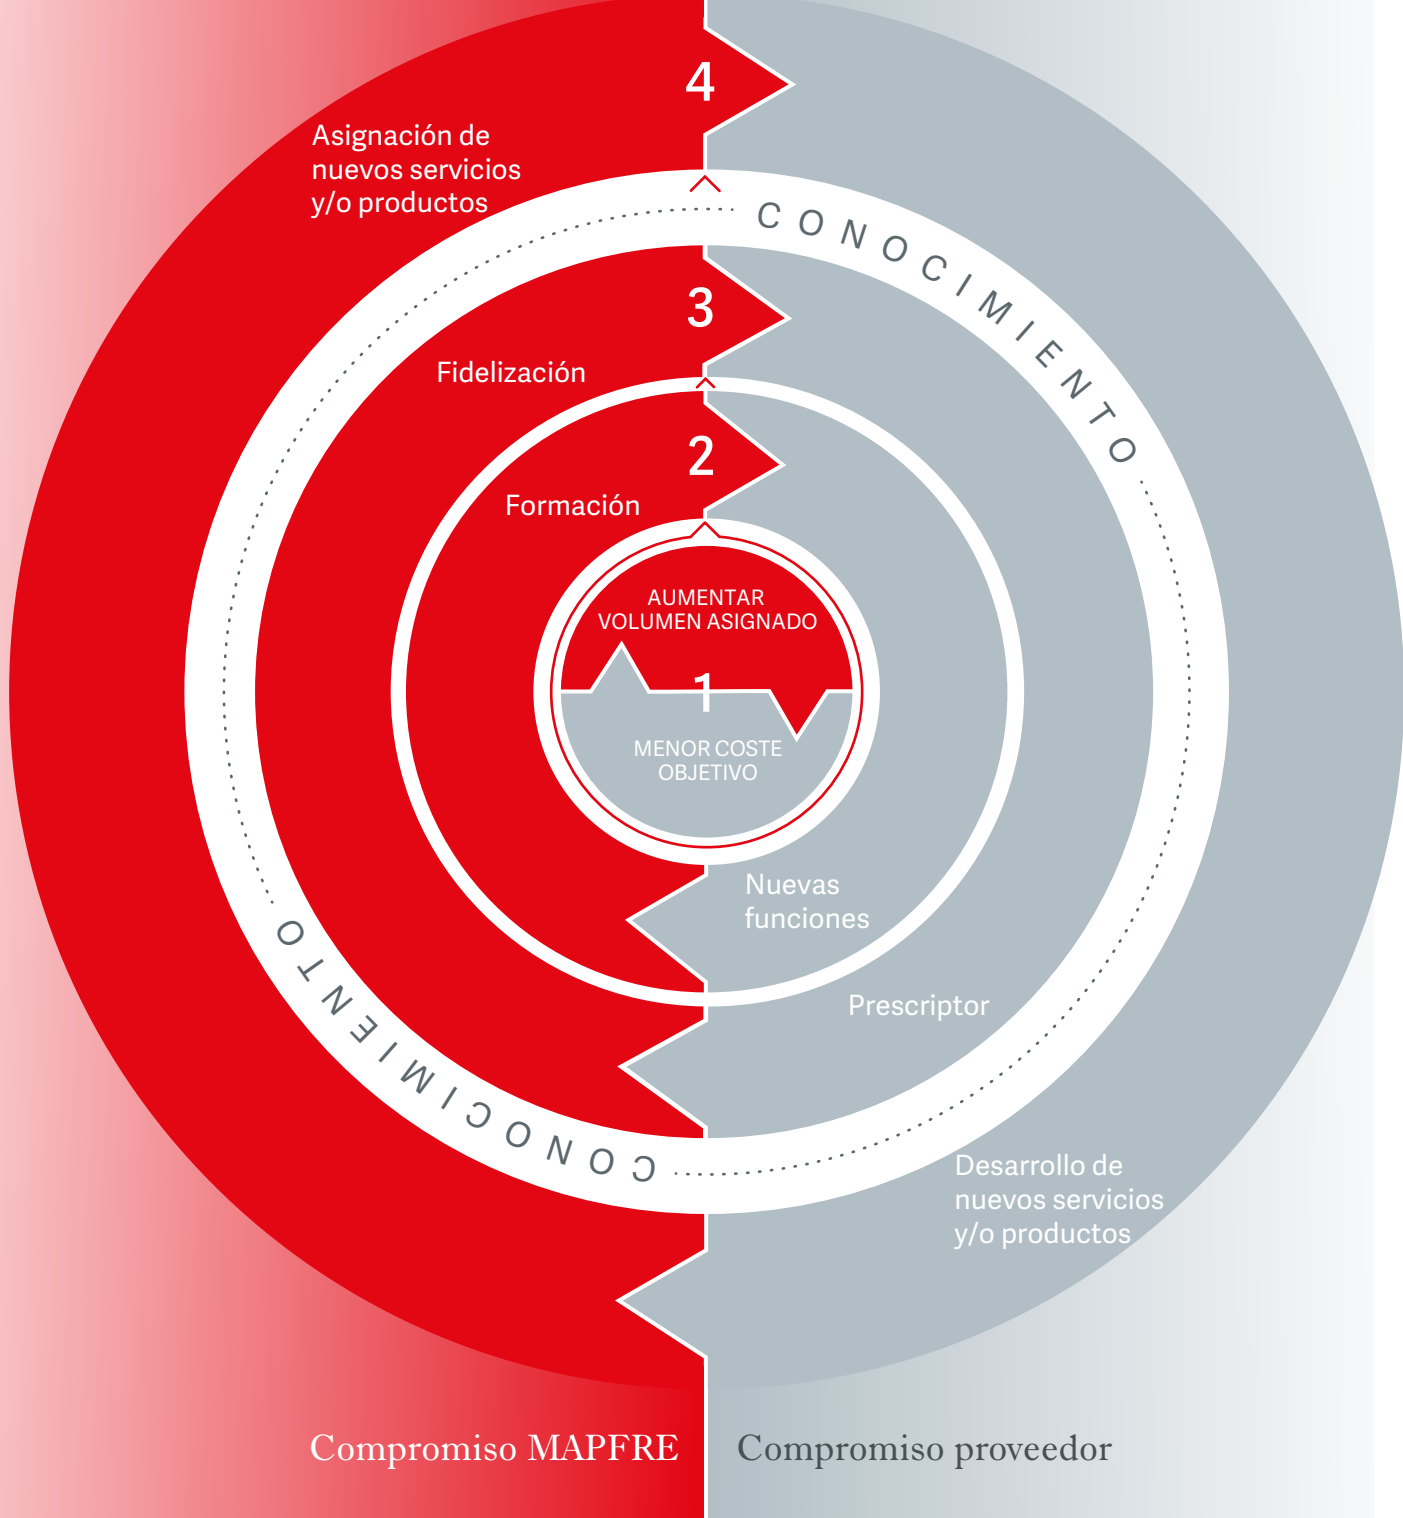 4
Asignación de
nuevos servicios
y/o productos
CONOCIMIENTO
3
Fidelización
2
Formación
AUMENTAR
VOLUMEN ASIGNADO
1
MENOR COSTE
OBJETIVO
Nuevas
funciones
Prescriptor
CONOCIMIENTO
Desarrollo de
nuevos servicios
y/o productos
Compromiso MAPFRE
Compromiso proveedor